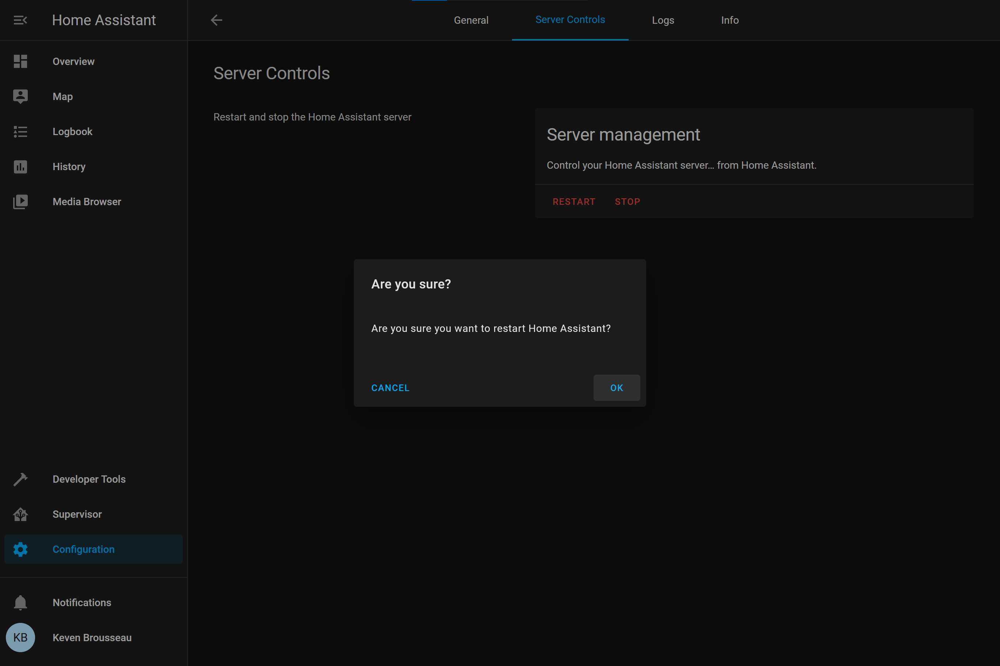 Home Assistant
General
Server Controls
Logs
Info
Overview
Map
Logbook
History
Media Browser
Server Controls
Restart and stop the Home Assistant server
Server management
Control your Home Assistant server… from Home Assistant.
RESTART
STOP
Are you sure?
Are you sure you want to restart Home Assistant?
CANCEL
OK
Developer Tools
Supervisor
Configuration
Notifications
KB
Keven Brousseau